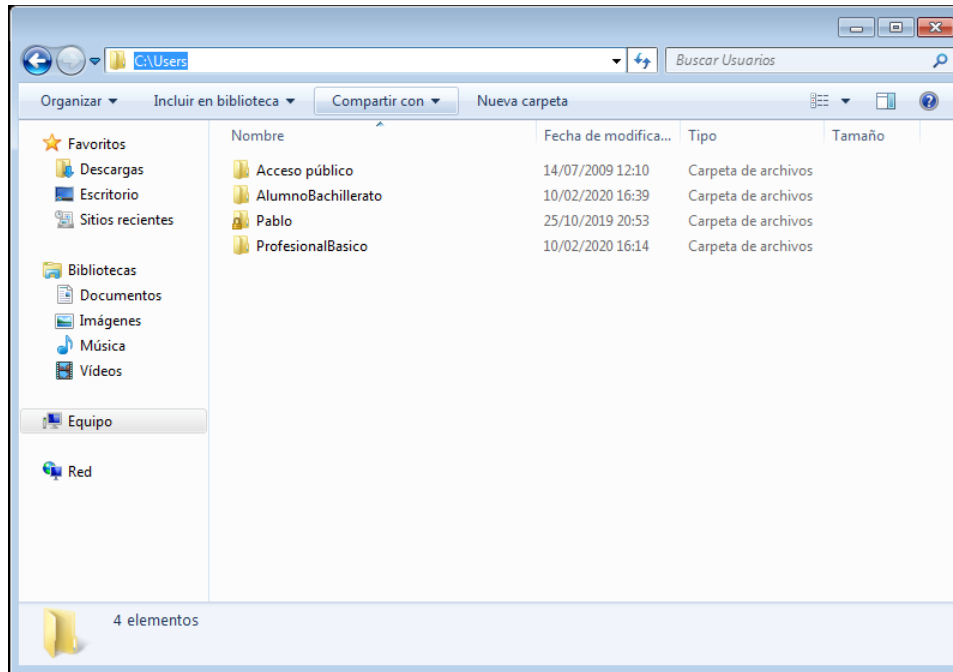 C:\Users
Buscar Usuarios
Organizar
Incluir en biblioteca
Compartir con
Nueva carpeta
Favoritos
Descargas
Escritorio
Sitios recientes
Bibliotecas
Documentos
Imágenes
Música
Vídeos
Equipo
Red
Nombre Fecha de modifica... Tipo Tamaño
Acceso público 14/07/2009 12:10 Carpeta de archivos
AlumnoBachillerato 10/02/2020 16:39 Carpeta de archivos
Pablo 25/10/2019 20:53 Carpeta de archivos
ProfesionalBasico 10/02/2020 16:14 Carpeta de archivos
4 elementos